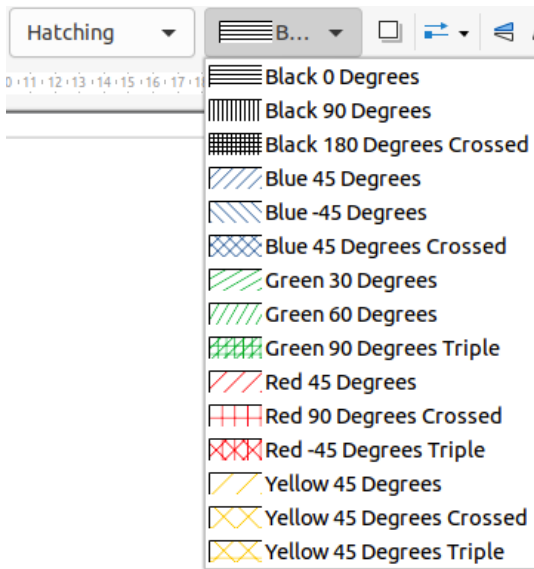 Hatching
B...
0 11 12 13 14 15 16 17 1
Black 0 Degrees
Black 90 Degrees
Black 180 Degrees Crossed
Blue 45 Degrees
Blue -45 Degrees
Blue 45 Degrees Crossed
Green 30 Degrees
Green 60 Degrees
Green 90 Degrees Triple
Red 45 Degrees
Red 90 Degrees Crossed
Red -45 Degrees Triple
Yellow 45 Degrees
Yellow 45 Degrees Crossed
Yellow 45 Degrees Triple